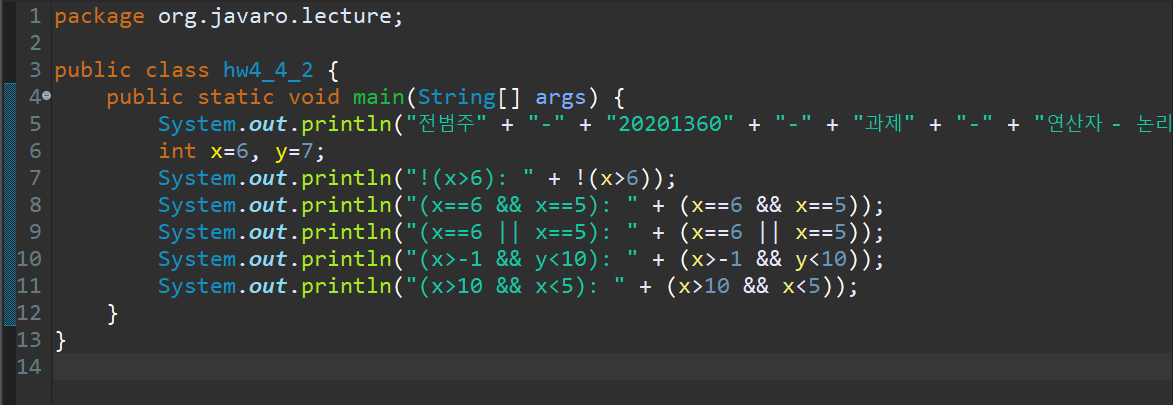 1 package org.javaro.lecture;
2
3 public class hw4_4_2 {
4     public static void main(String[] args) {
5         System.out.println("전범주" + "-" + "20201360" + "-" + "과제" + "-" + "연산자 - 논리
6         int x=6, y=7;
7         System.out.println("!(x>6): " + !(x>6));
8         System.out.println("(x==6 && x==5): " + (x==6 && x==5));
9         System.out.println("(x==6 || x==5): " + (x==6 || x==5));
10         System.out.println("(x>-1 && y<10): " + (x>-1 && y<10));
11         System.out.println("(x>10 && x<5): " + (x>10 && x<5));
12     }
13 }
14